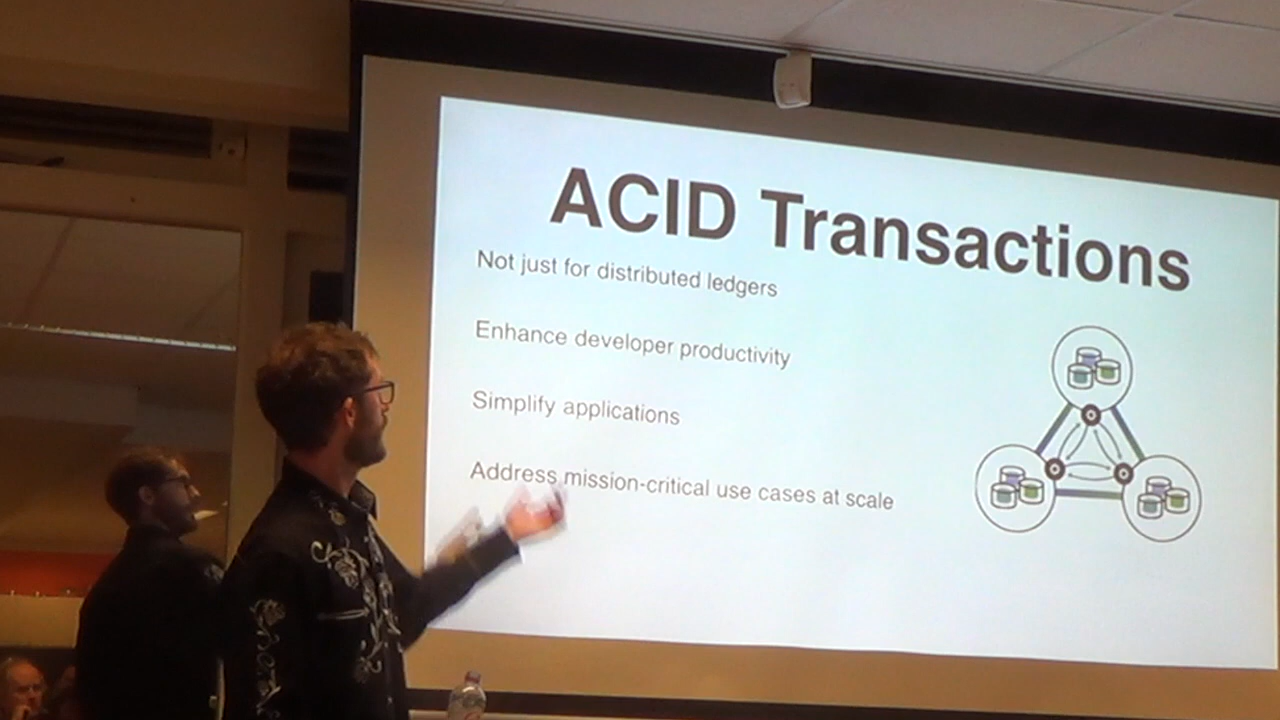 ACID Transactions
Not just for distributed ledgers
Enhance developer productivity
Simplify applications
Address mission-critical use cases at scale